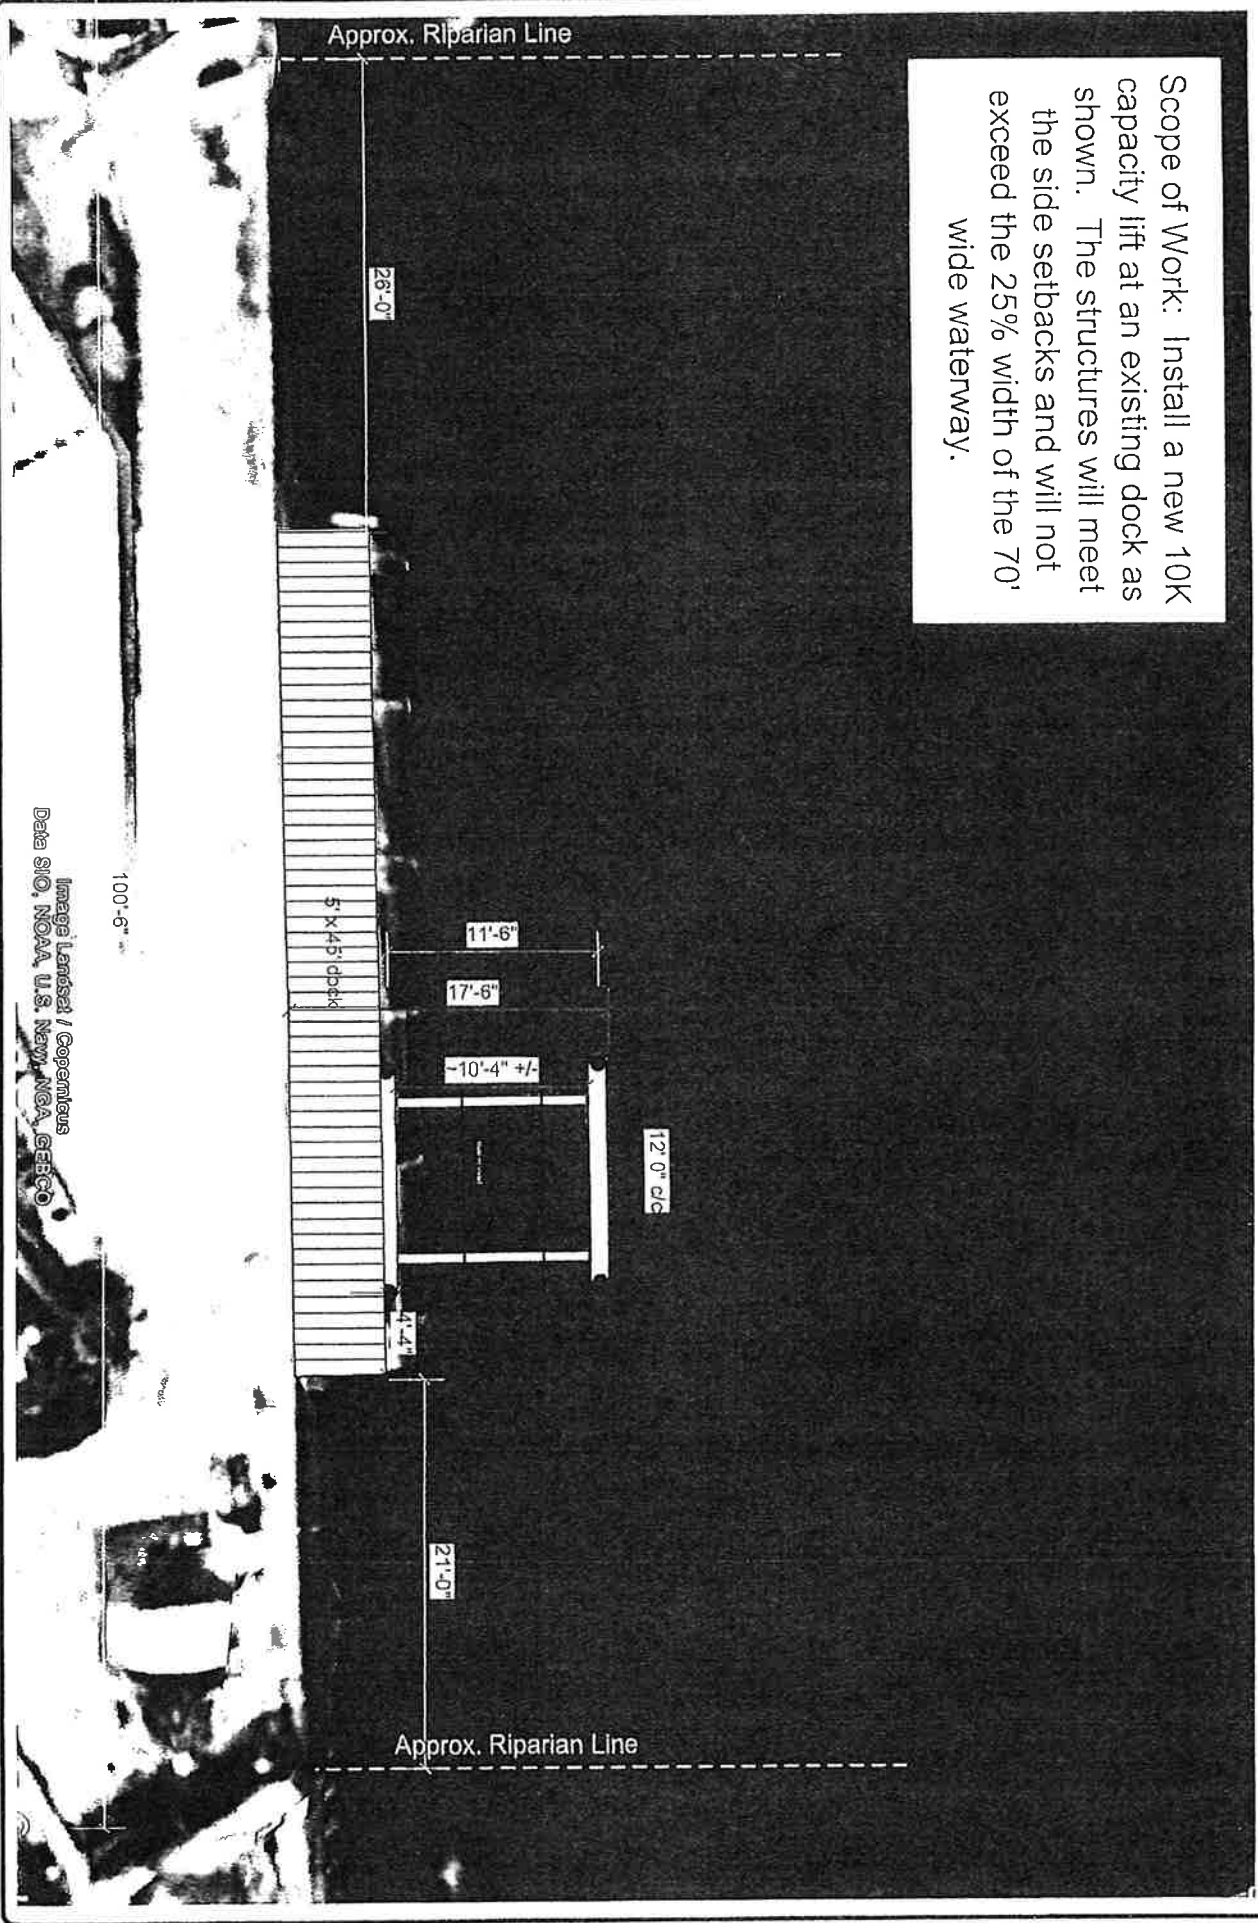 Scope of Work: Install a new 10K
capacity lift at an existing dock as
shown. The structures will meet
the side setbacks and will not
exceed the 25% width of the 70'
wide waterway.
Approx. Riparian Line
26'-0"
5' x 45' dock
11'-6"
17'-6"
~10'-4" +/-
12' 0" c/c
4'-4"
21'-0"
Approx. Riparian Line
100'-6"
Image Landsat / Copernicus
Data SIO, NOAA, U.S. Navy, NGA, GEBCO